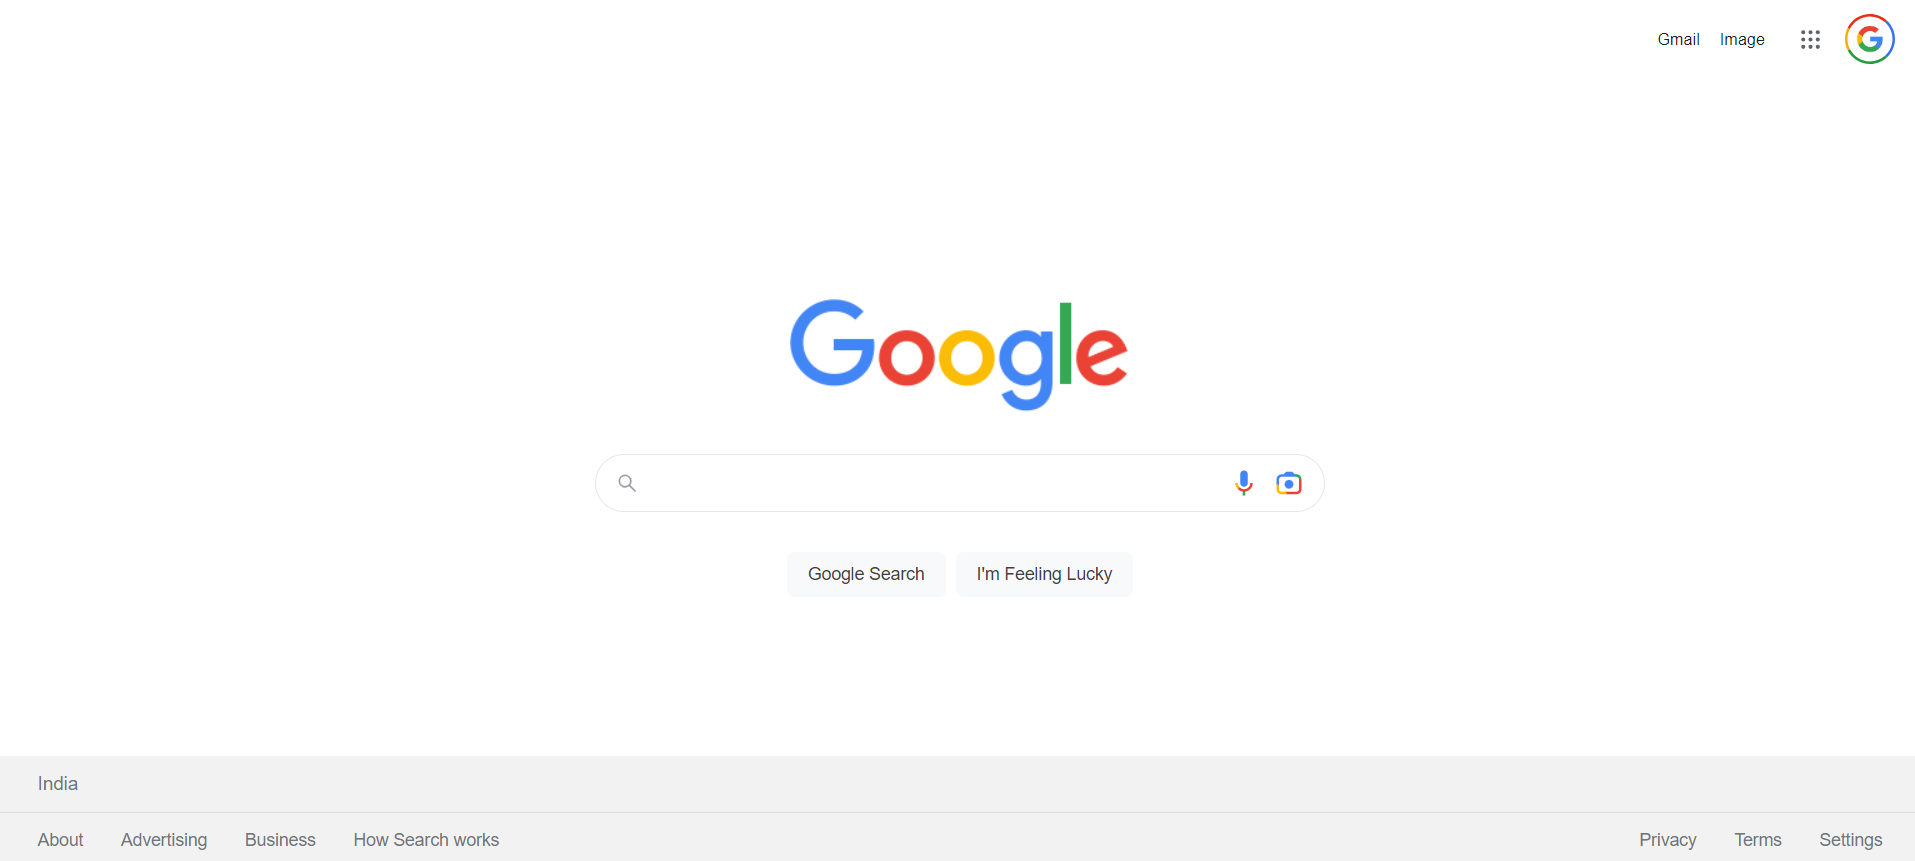 Gmail Image
Google
Google Search I'm Feeling Lucky
India
About Advertising Business How Search works Privacy Terms Settings